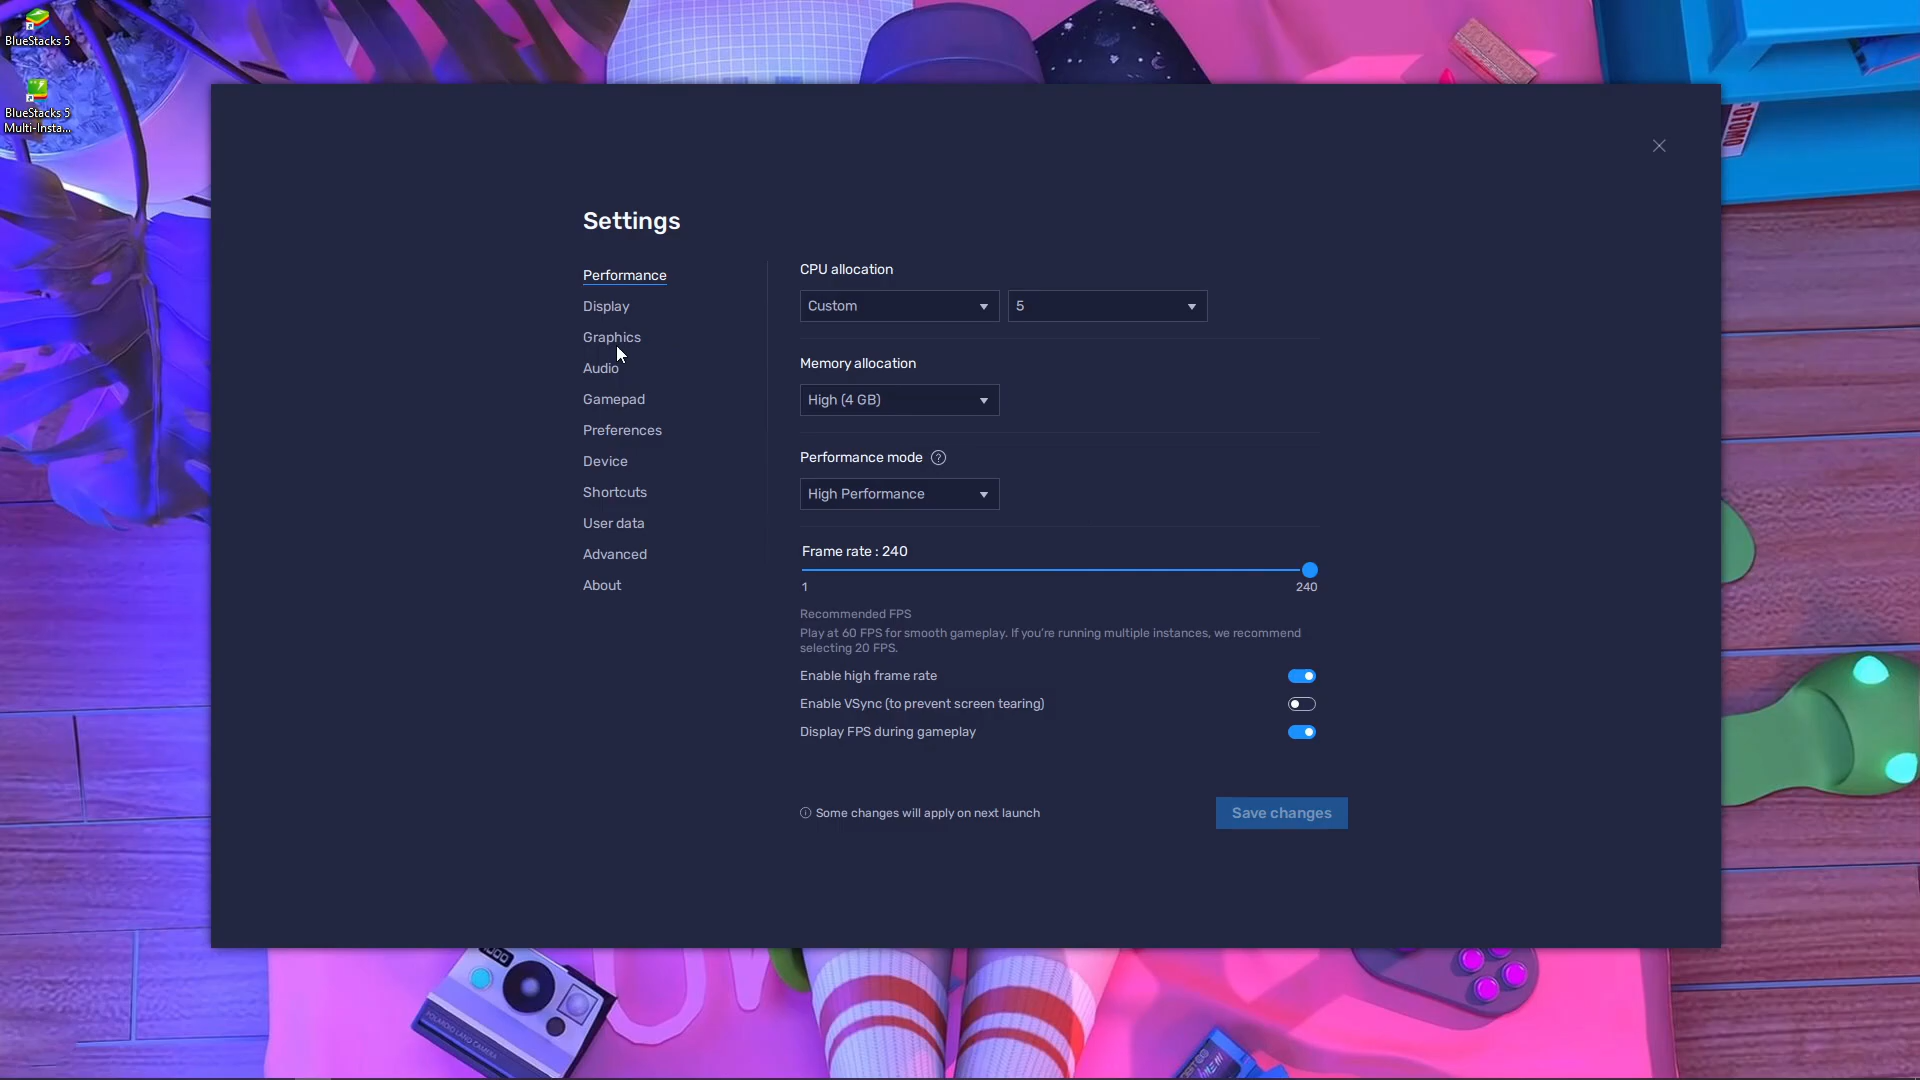 BlueStacks 5
BlueStacks 5
Multi-Insta...
Settings
Performance
Display
Graphics
Audio
Gamepad
Preferences
Device
Shortcuts
User data
Advanced
About
CPU allocation
Custom
5
Memory allocation
High (4 GB)
Performance mode ?
High Performance
Frame rate : 240
1
240
Recommended FPS
Play at 60 FPS for smooth gameplay. If you're running multiple instances, we recommend
selecting 20 FPS.
Enable high frame rate
Enable VSync (to prevent screen tearing)
Display FPS during gameplay
Some changes will apply on next launch
Save changes
POLAROID LAND CAMERA